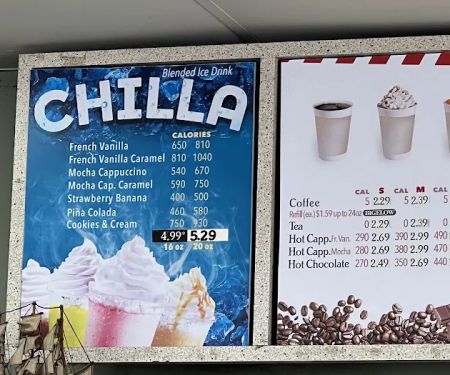 Blended Ice Drink
CHILLA
CALORIES
French Vanilla 650 810
French Vanilla Caramel 810 1040
Mocha Cappuccino 540 670
Mocha Cap. Caramel 590 750
Strawberry Banana 400 500
Pina Colada 460 580
Cookies & Cream 750 930
4.99 5.29
16 oz 20 oz
CAL S CAL M CAL
Coffee 5 2.29 5 2.39 5
Refill (ea.) $1.59 up to 24oz BIGELOW
Tea 0 2.29 0 2.39 0
Hot Capp. Fr. Van. 290 2.69 390 2.99 490
Hot Capp. Mocha 280 2.69 390 2.99 470
Hot Chocolate 270 2.49 350 2.69 440